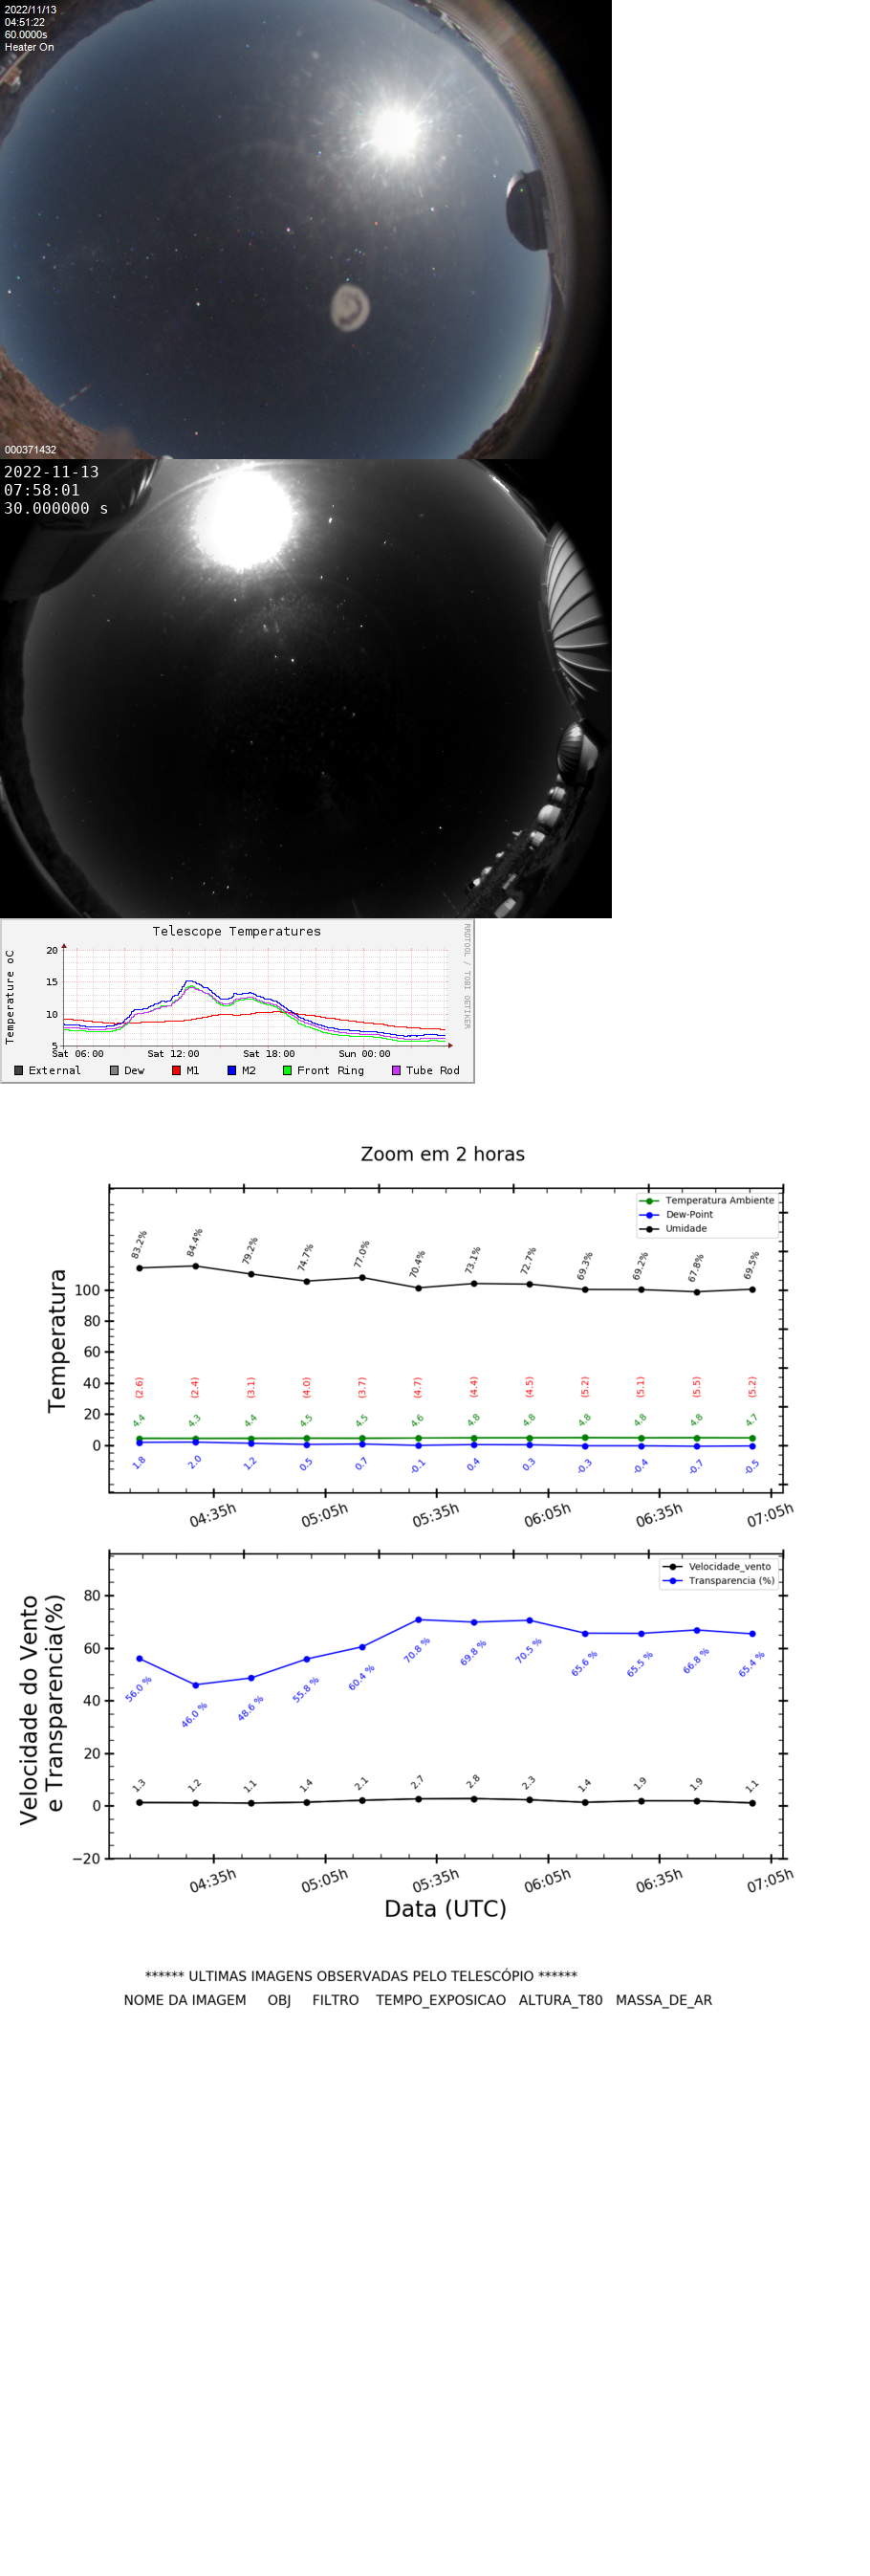 2022/11/13
04:51:22
60.0000s
Heater On
000371432
2022-11-13
07:58:01
30.000000 s
Telescope Temperatures
RRDTOOL / TOBI OETIKER
Temperature oC
20
15
10
5
Sat 06:00 Sat 12:00 Sat 18:00 Sun 00:00
External Dew M1 M2 Front Ring Tube Rod
Zoom em 2 horas
Temperatura Ambiente
Dew-Point
Umidade
Temperatura
83.2% 84.4% 79.2% 74.7% 77.0% 70.4% 73.1% 72.7% 69.3% 69.2% 67.8% 69.5%
100
80
60
40
20
0
(2.6) (2.4) (3.1) (4.0) (3.7) (4.7) (4.4) (4.5) (5.2) (5.1) (5.5) (5.2)
4.4 4.3 4.4 4.5 4.5 4.6 4.8 4.8 4.8 4.8 4.8 4.7
1.8 2.0 1.2 0.5 0.7 -0.1 0.4 0.3 -0.3 -0.4 -0.7 -0.5
04:35h 05:05h 05:35h 06:05h 06:35h 07:05h
Velocidade_vento
Transparencia (%)
Velocidade do Vento
e Transparencia(%)
80
60
40
20
0
−20
56.0 % 46.0 % 48.6 % 55.8 % 60.4 % 70.8 % 69.8 % 70.5 % 65.6 % 65.5 % 66.8 % 65.4 %
1.3 1.2 1.1 1.4 2.1 2.7 2.8 2.3 1.4 1.9 1.9 1.1
04:35h 05:05h 05:35h 06:05h 06:35h 07:05h
Data (UTC)
****** ULTIMAS IMAGENS OBSERVADAS PELO TELESCÓPIO ******
NOME DA IMAGEM OBJ FILTRO TEMPO_EXPOSICAO ALTURA_T80 MASSA_DE_AR